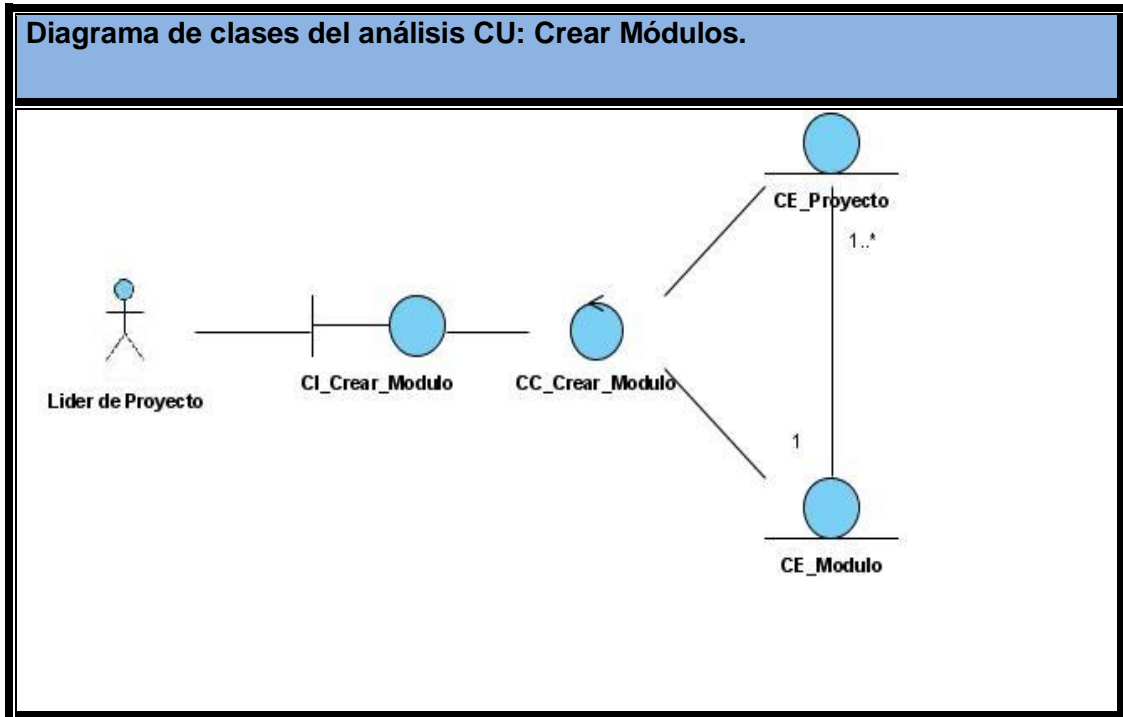 Diagrama de clases del análisis CU: Crear Módulos.
CE_Proyecto
1..*
CI_Crear_Modulo
CC_Crear_Modulo
Lider de Proyecto
1
CE_Modulo